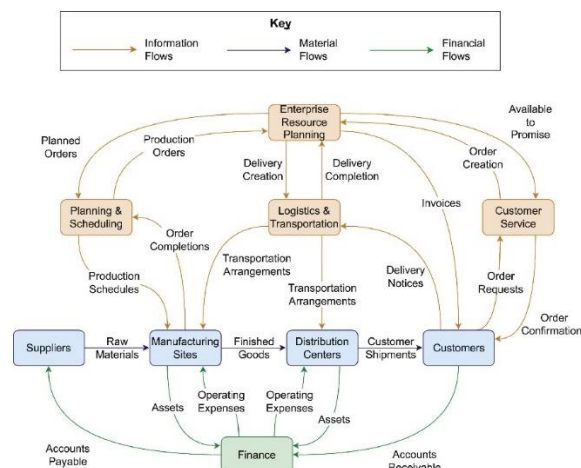 Key
Information
Flows
Material
Flows
Financial
Flows
Enterprise
Resource
Planning
Available
to
Promise
Planned
Orders
Production
Orders
Order
Creation
Delivery
Creation
Delivery
Completion
Invoices
Planning &
Scheduling
Logistics &
Transportation
Customer
Service
Order
Completions
Transportation
Arrangements
Production
Schedules
Transportation
Arrangements
Delivery
Notices
Order
Requests
Order
Confirmation
Suppliers
Raw
Materials
Manufacturing
Sites
Finished
Goods
Distribution
Centers
Customer
Shipments
Customers
Assets
Operating
Expenses
Operating
Expenses
Assets
Accounts
Payable
Finance
Accounts
Receivable